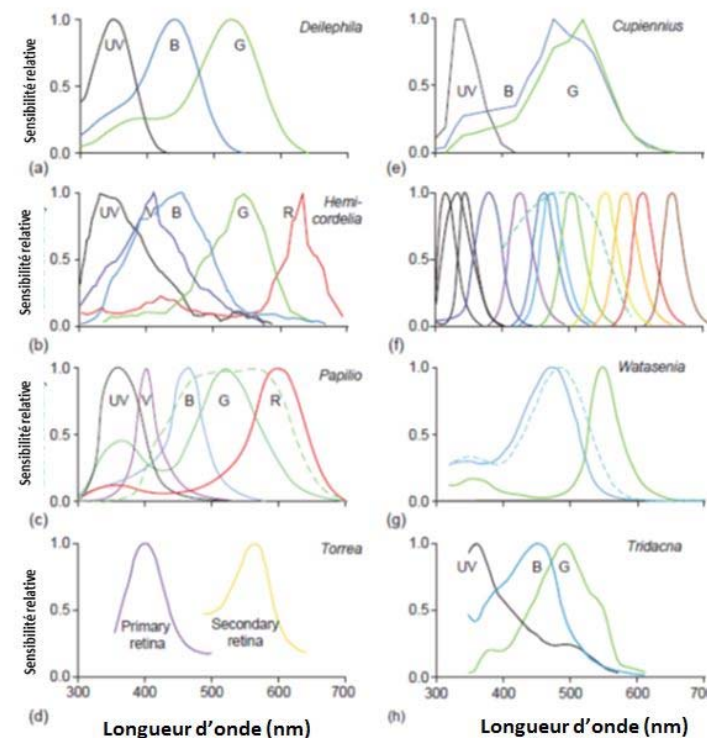 Sensibilité relative
1.0
0.5
0.0
UV
B
G
Deilephila
(a)
Sensibilité relative
1.0
0.5
0.0
UV
V
B
G
R
Hemi-
cordelia
(b)
Sensibilité relative
1.0
0.5
0.0
UV
V
B
G
R
Papilio
(c)
Sensibilité relative
1.0
0.5
0.0
Primary
retina
Secondary
retina
Torrea
300 400 500 600 700
(d)
Longueur d'onde (nm)
1.0
0.5
0.0
UV
B
G
Cupiennius
(e)
1.0
0.5
0.0
(f)
1.0
0.5
0.0
Watasenia
(g)
1.0
0.5
0.0
UV
B
G
Tridacna
300 400 500 600 700
(h)
Longueur d'onde (nm)